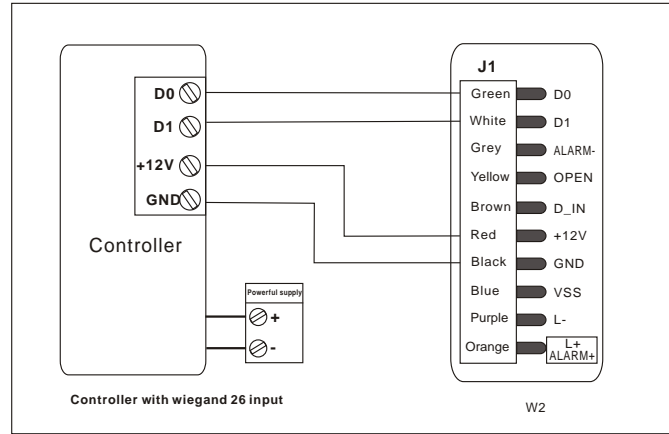 J1
D0
D1
+12V
GND
Controller
Powerful supply
+
-
Green D0
White D1
Grey ALARM-
Yellow OPEN
Brown D_IN
Red +12V
Black GND
Blue VSS
Purple L-
Orange L+
ALARM+
Controller with wiegand 26 input
W2